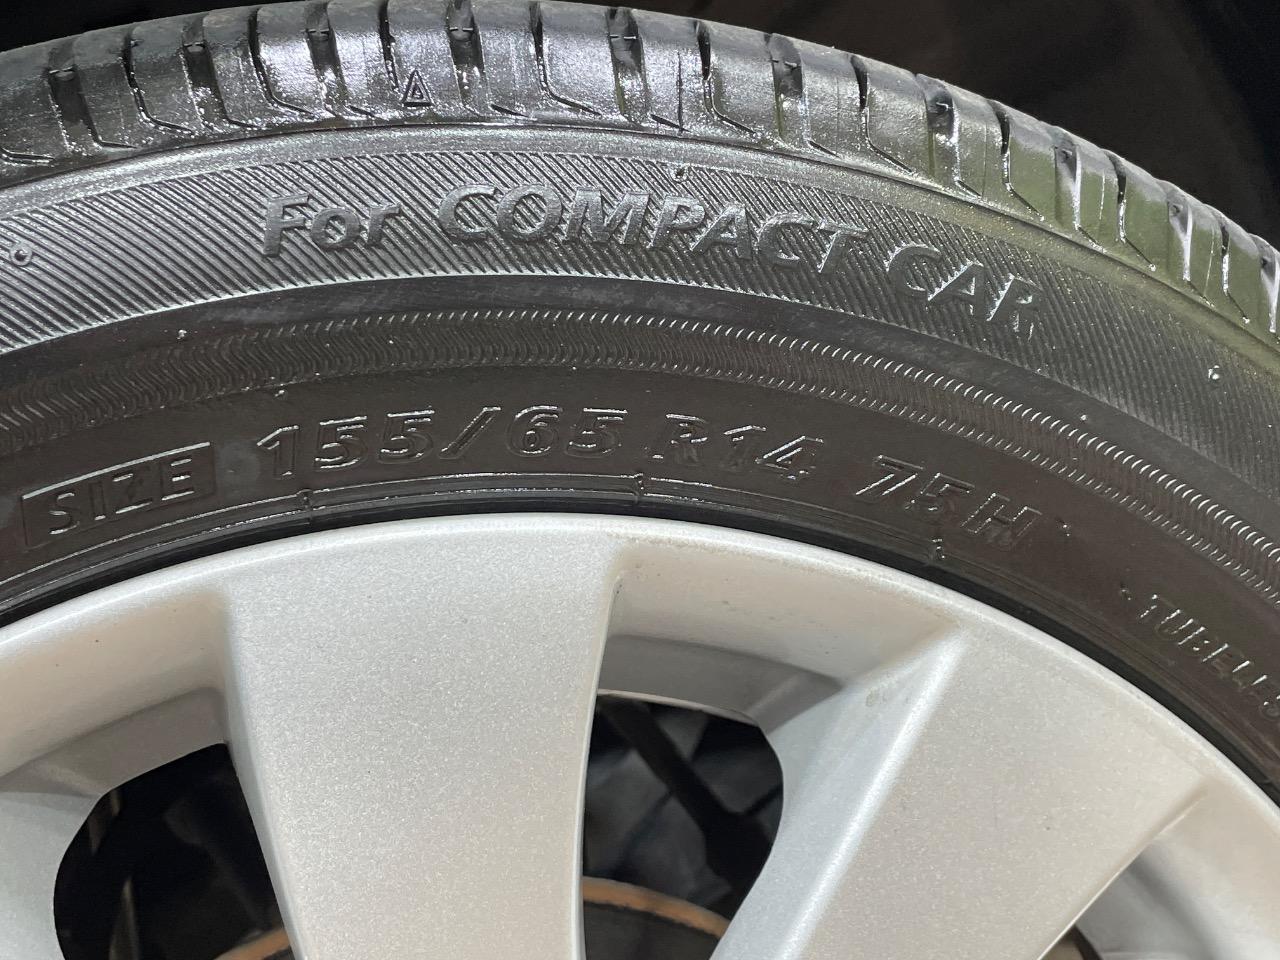 For COMPACT CAR
SIZE 155/65 R14 75H